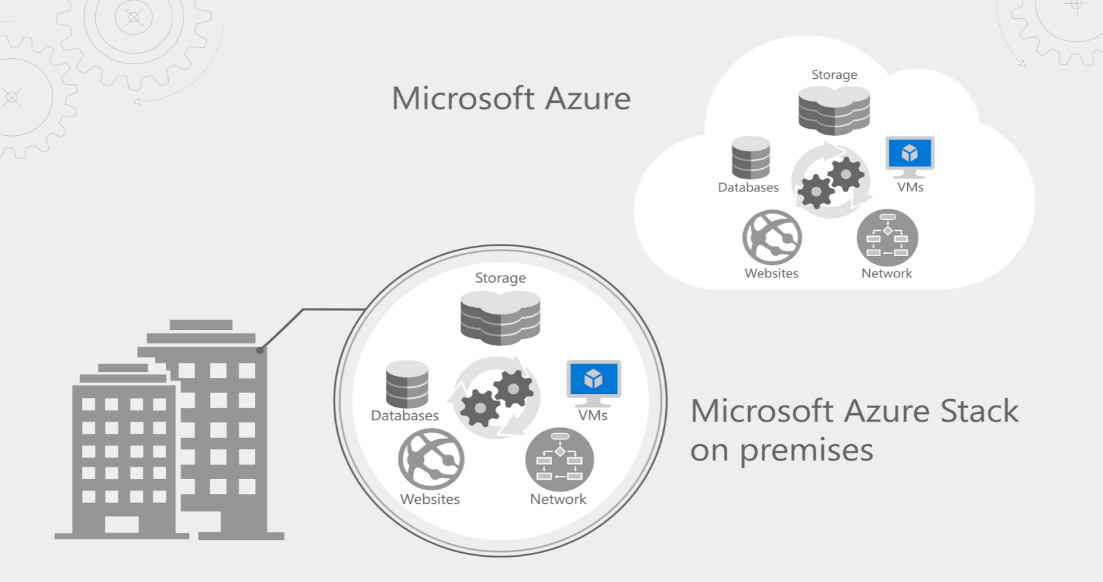 Microsoft Azure
Storage
Databases
VMs
Websites
Network
Storage
Databases
VMs
Websites
Network
Microsoft Azure Stack
on premises